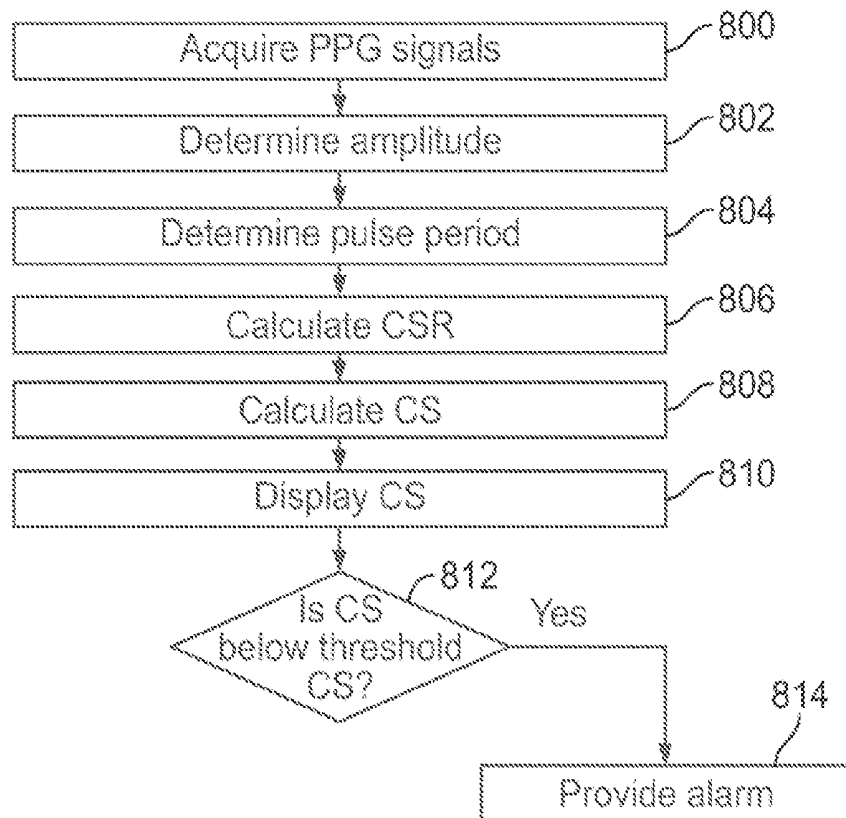 Acquire PPG signals
800
Determine amplitude
802
Determine pulse period
804
Calculate CSR
806
Calculate CS
808
Display CS
810
812
Is CS
below threshold
CS?
Yes
814
Provide alarm